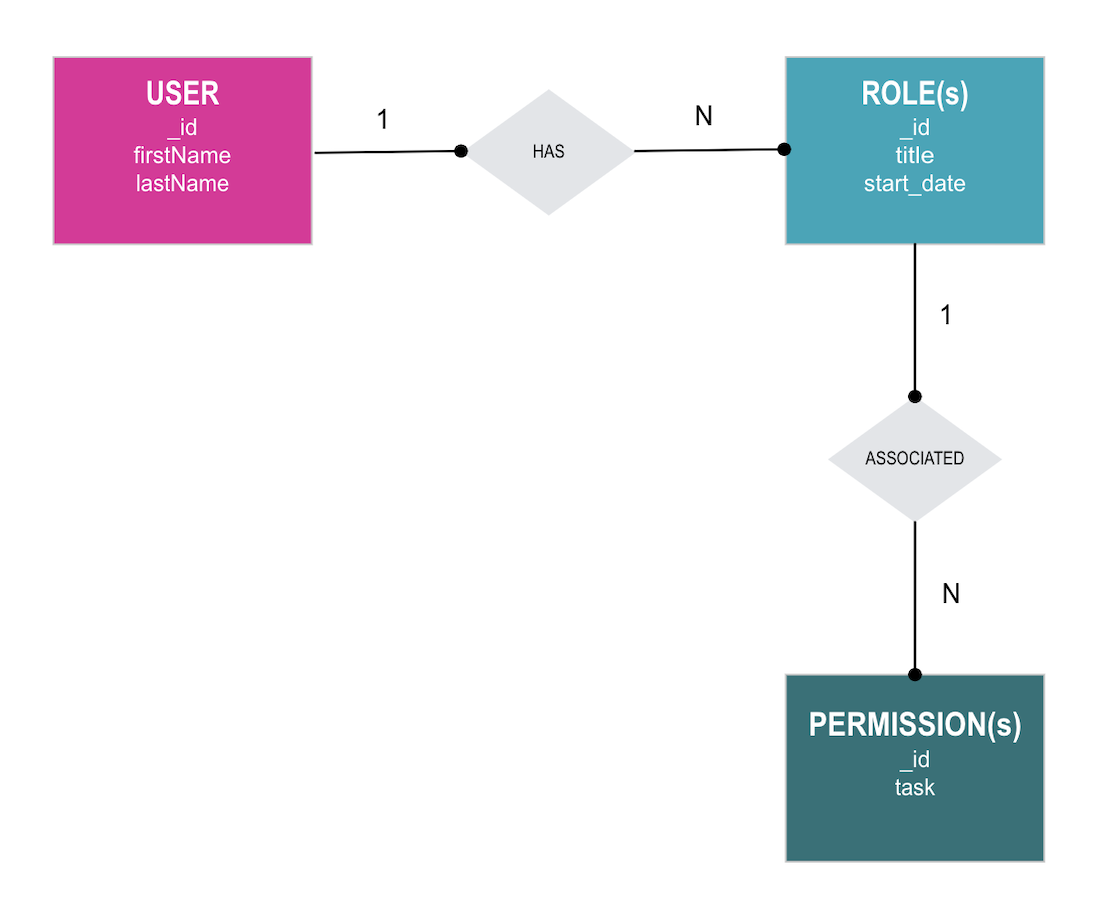 USER
_id
firstName
lastName
1
HAS
N
ROLE(s)
_id
title
start_date
1
ASSOCIATED
N
PERMISSION(s)
_id
task